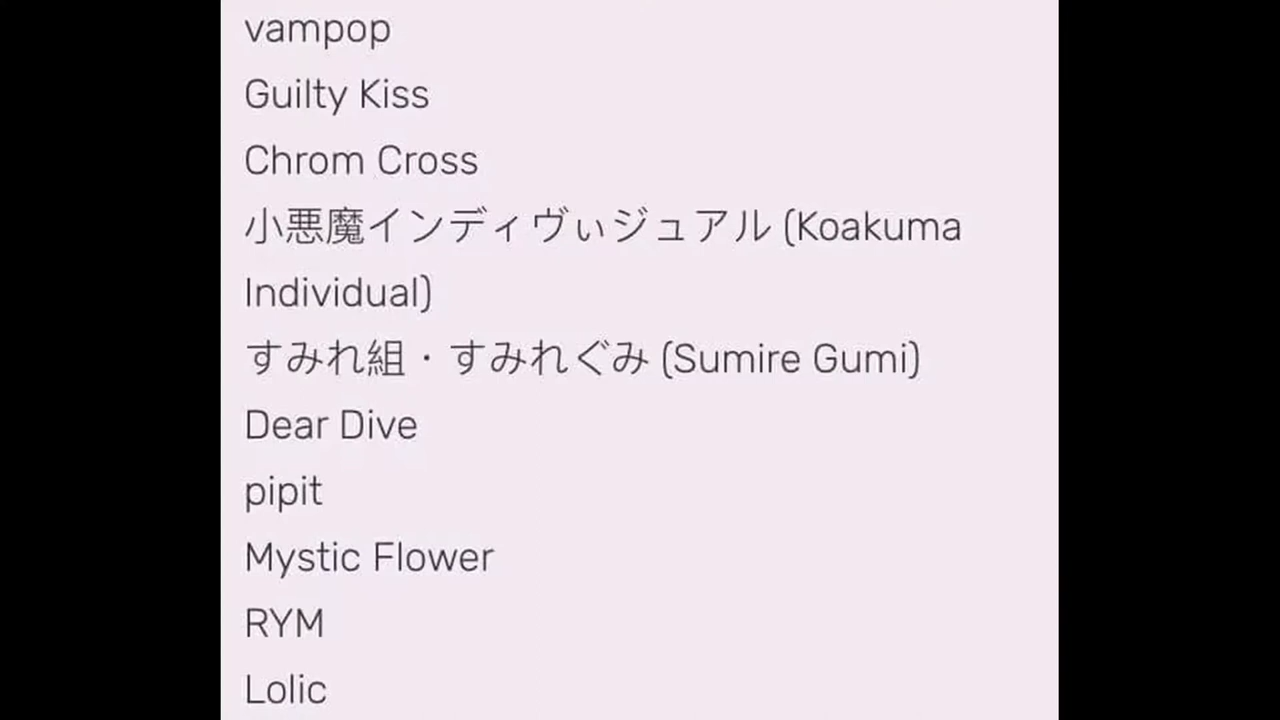 vampop
Guilty Kiss
Chrom Cross
小悪魔インディヴぃジュアル (Koakuma
Individual)
すみれ組・すみれぐみ (Sumire Gumi)
Dear Dive
pipit
Mystic Flower
RYM
Lolic